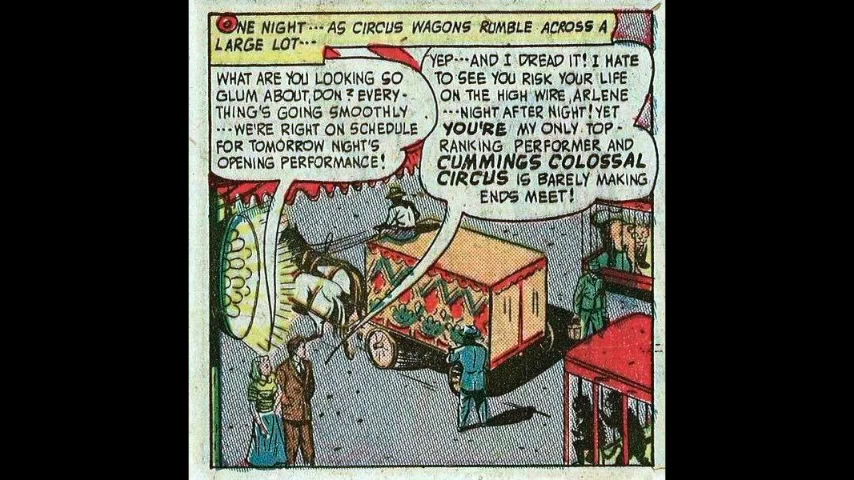 ONE NIGHT--- AS CIRCUS WAGONS RUMBLE ACROSS A
LARGE LOT---
WHAT ARE YOU LOOKING SO
GLUM ABOUT, DON? EVERY-
THING'S GOING SMOOTHLY
---WE'RE RIGHT ON SCHEDULE
FOR TOMORROW NIGHT'S
OPENING PERFORMANCE!
YEP---AND I DREAD IT! I HATE
TO SEE YOU RISK YOUR LIFE
ON THE HIGH WIRE, ARLENE
---NIGHT AFTER NIGHT! YET
YOU'RE MY ONLY TOP-
RANKING PERFORMER AND
CUMMINGS COLOSSAL
CIRCUS IS BARELY MAKING
ENDS MEET!